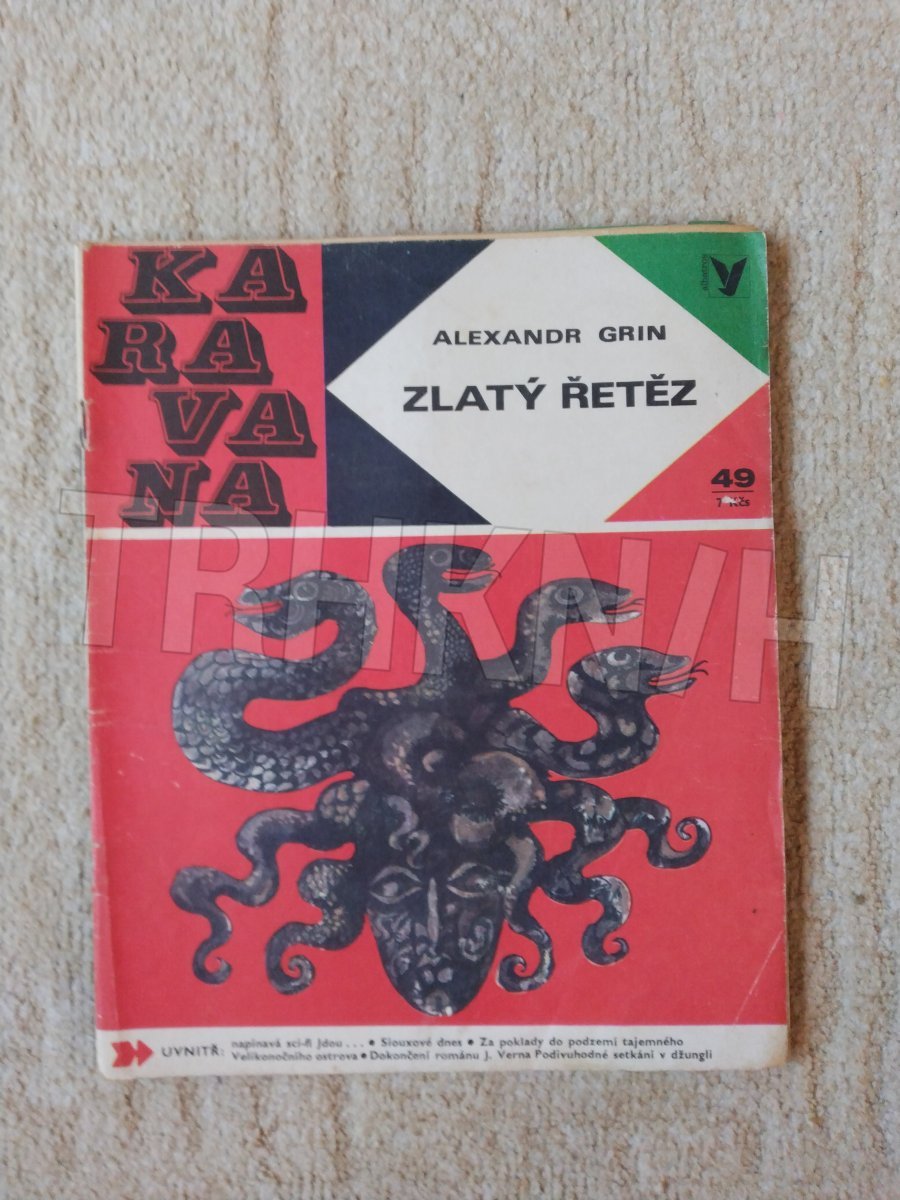 KA
RA
VA
NA
albatros
ALEXANDR GRIN
ZLATÝ ŘETĚZ
49
7 Kčs
TRHKNIH
UVNITŘ: napínavá sci-fi Jdou . . . • Siouxové dnes • Za poklady do podzemí tajemného
Velikonočního ostrova • Dokončení románu J. Verna Podivuhodné setkání v džungli